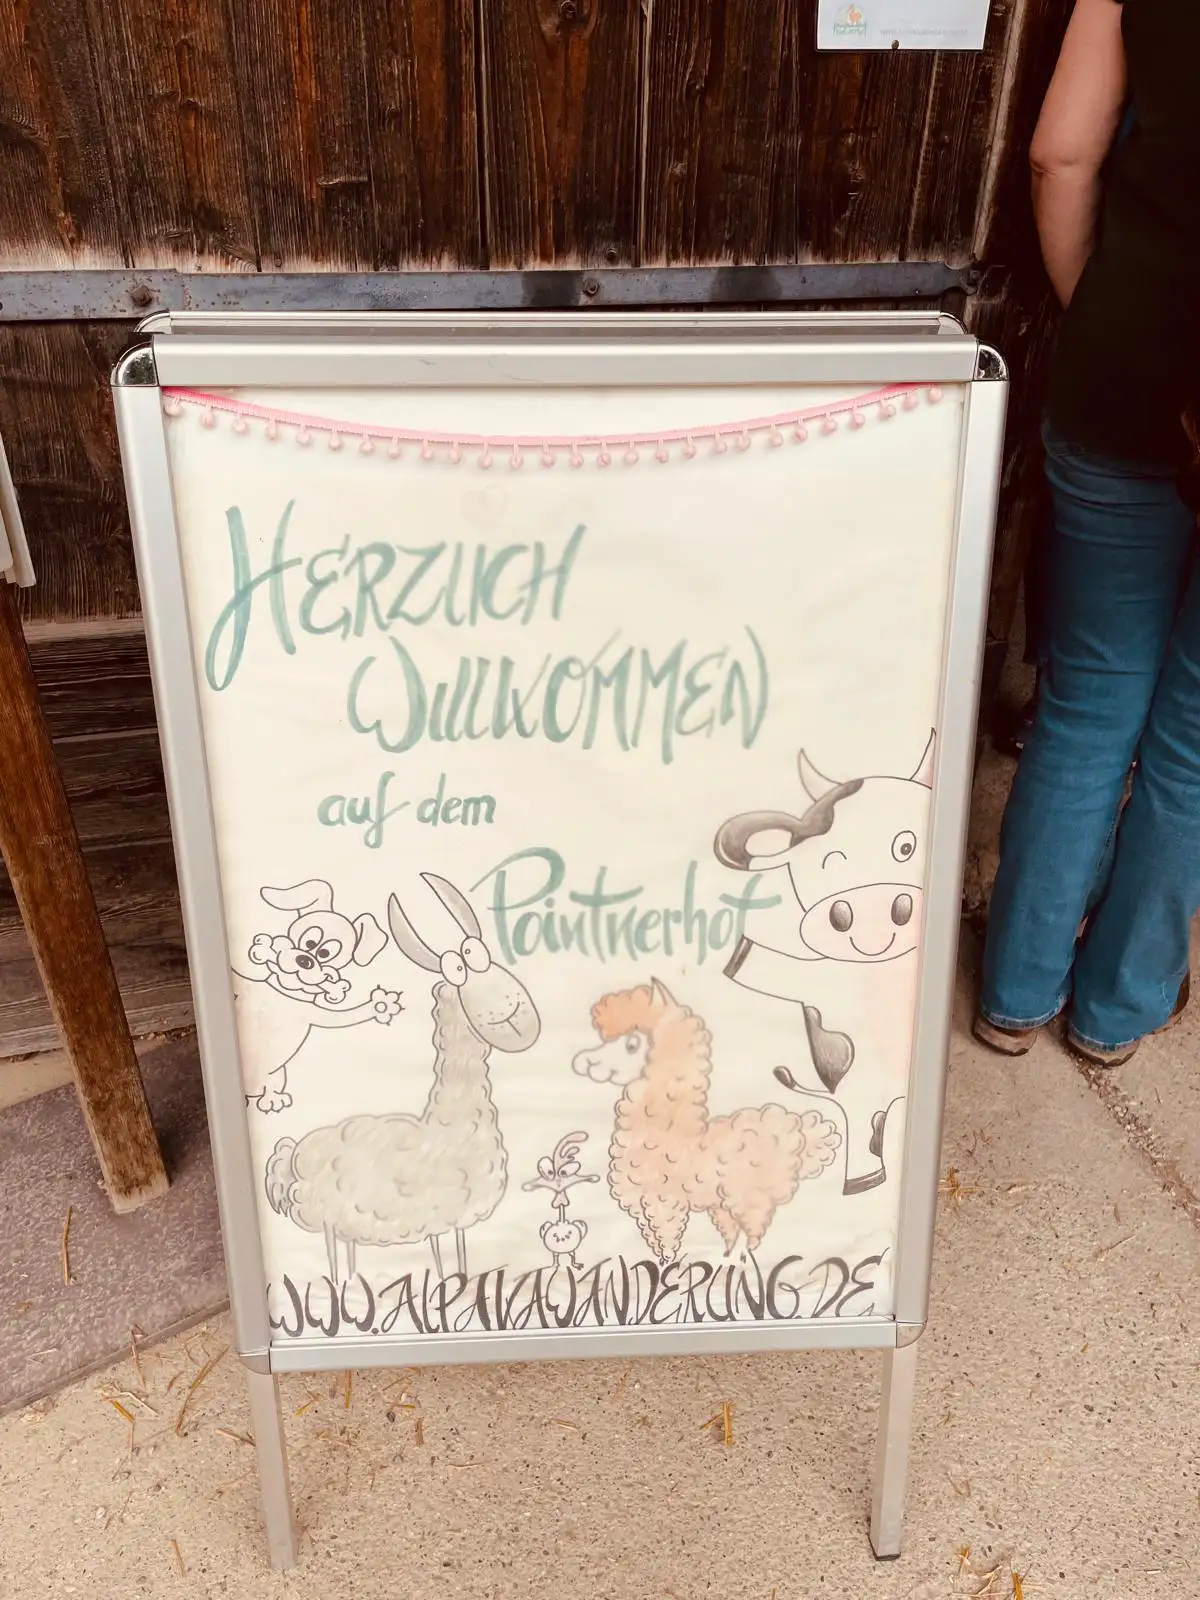 HERZLICH
WILLKOMMEN
auf dem
Pointnerhof
WWW.ALPAKAWANDERUNG.DE